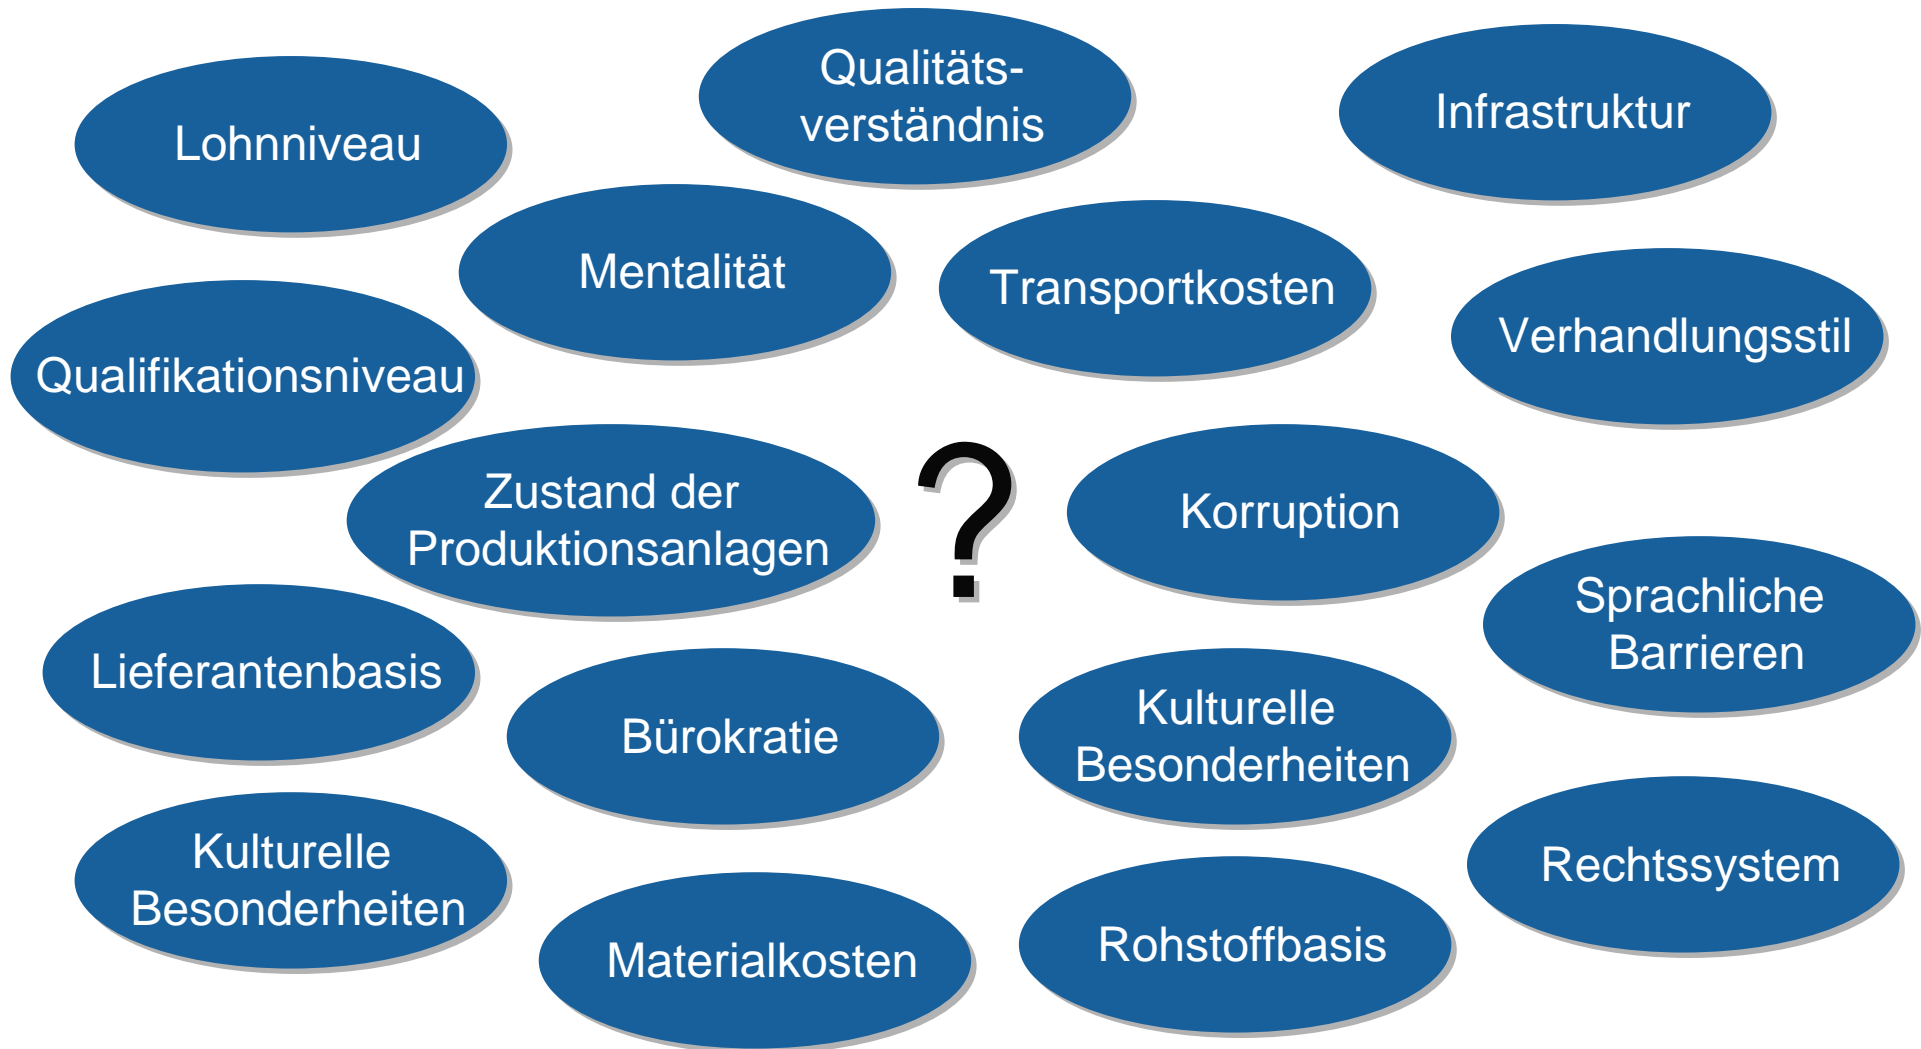 Qualitäts-
verständnis
Infrastruktur
Lohnniveau
Mentalität
Transportkosten
Verhandlungsstil
Qualifikationsniveau
Zustand der
Produktionsanlagen
?
Korruption
Sprachliche
Barrieren
Lieferantenbasis
Bürokratie
Kulturelle
Besonderheiten
Kulturelle
Besonderheiten
Rechtssystem
Materialkosten
Rohstoffbasis